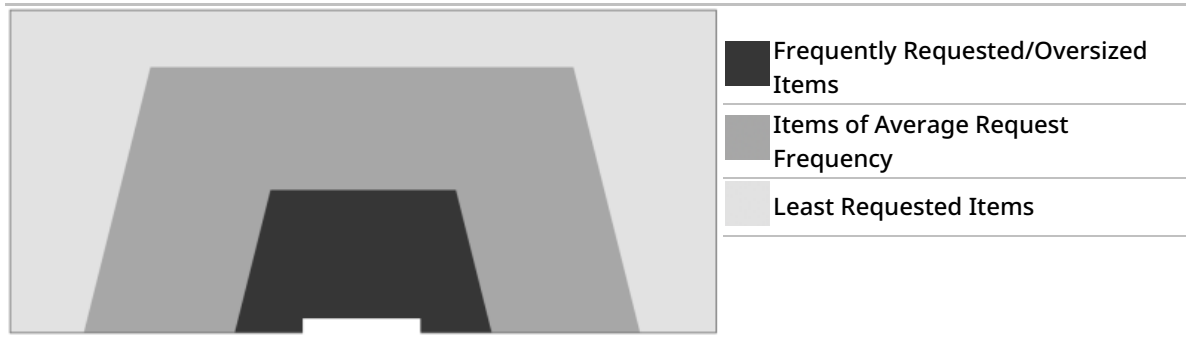 Frequently Requested/Oversized
Items
Items of Average Request
Frequency
Least Requested Items